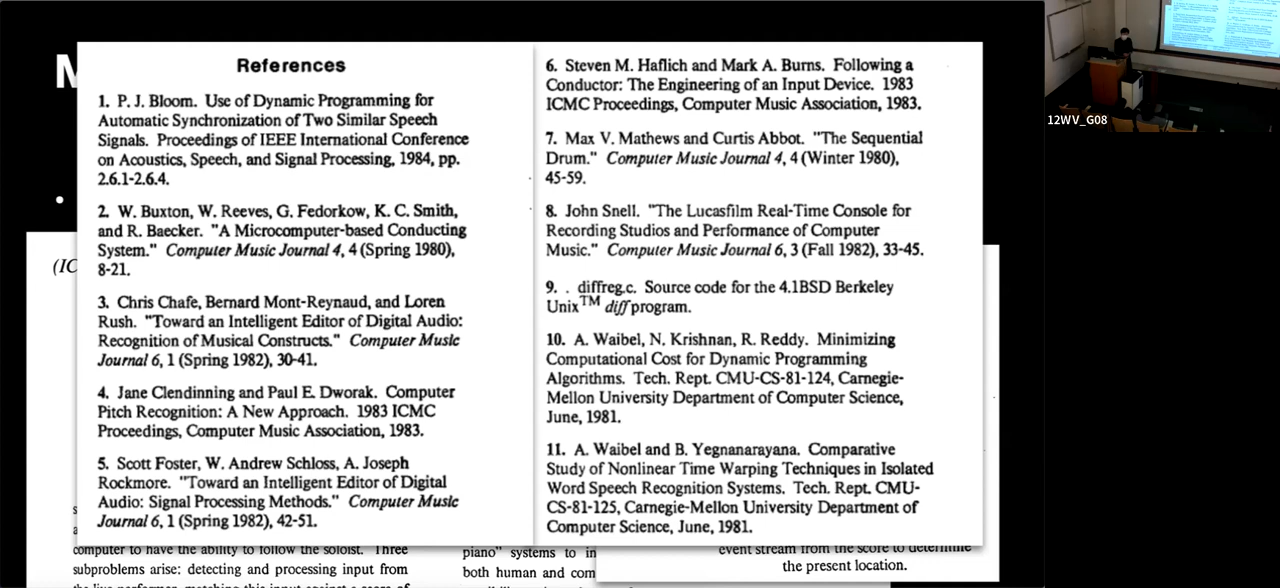 M
•
(IC
References
1. P. J. Bloom. Use of Dynamic Programming for
Automatic Synchronization of Two Similar Speech
Signals. Proceedings of IEEE International Conference
on Acoustics, Speech, and Signal Processing, 1984, pp.
2.6.1-2.6.4.
2. W. Buxton, W. Reeves, G. Fedorkow, K. C. Smith,
and R. Baecker. "A Microcomputer-based Conducting
System." Computer Music Journal 4, 4 (Spring 1980),
8-21.
3. Chris Chafe, Bernard Mont-Reynaud, and Loren
Rush. "Toward an Intelligent Editor of Digital Audio:
Recognition of Musical Constructs." Computer Music
Journal 6, 1 (Spring 1982), 30-41.
4. Jane Clendinning and Paul E. Dworak. Computer
Pitch Recognition: A New Approach. 1983 ICMC
Proceedings, Computer Music Association, 1983.
5. Scott Foster, W. Andrew Schloss, A. Joseph
Rockmore. "Toward an Intelligent Editor of Digital
Audio: Signal Processing Methods." Computer Music
Journal 6, 1 (Spring 1982), 42-51.
6. Steven M. Haflich and Mark A. Burns. Following a
Conductor: The Engineering of an Input Device. 1983
ICMC Proceedings, Computer Music Association, 1983.
7. Max V. Mathews and Curtis Abbot. "The Sequential
Drum." Computer Music Journal 4, 4 (Winter 1980),
45-59.
8. John Snell. "The Lucasfilm Real-Time Console for
Recording Studios and Performance of Computer
Music." Computer Music Journal 6, 3 (Fall 1982), 33-45.
9. . diffreg.c. Source code for the 4.1BSD Berkeley
Unix™ diff program.
10. A. Waibel, N. Krishnan, R. Reddy. Minimizing
Computational Cost for Dynamic Programming
Algorithms. Tech. Rept. CMU-CS-81-124, Carnegie-
Mellon University Department of Computer Science,
June, 1981.
11. A. Waibel and B. Yegnanarayana. Comparative
Study of Nonlinear Time Warping Techniques in Isolated
Word Speech Recognition Systems. Tech. Rept. CMU-
CS-81-125, Carnegie-Mellon University Department of
Computer Science, June, 1981.
computer to have the ability to follow the soloist. Three
subproblems arise: detecting and processing input from
piano" systems to in
both human and com
event stream from the score to determine
the present location.
12WV_G08